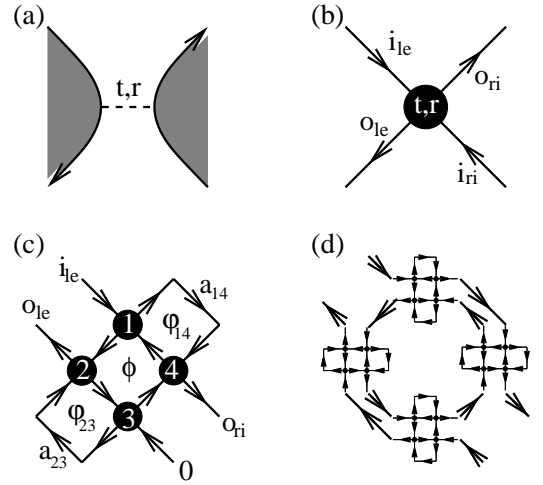 (a)
t,r
(b)
i_le
t,r
o_ri
o_le
i_ri
(c)
i_le
o_le
1
a_14
φ_14
2
ϕ
4
φ_23
3
a_23
o_ri
0
(d)